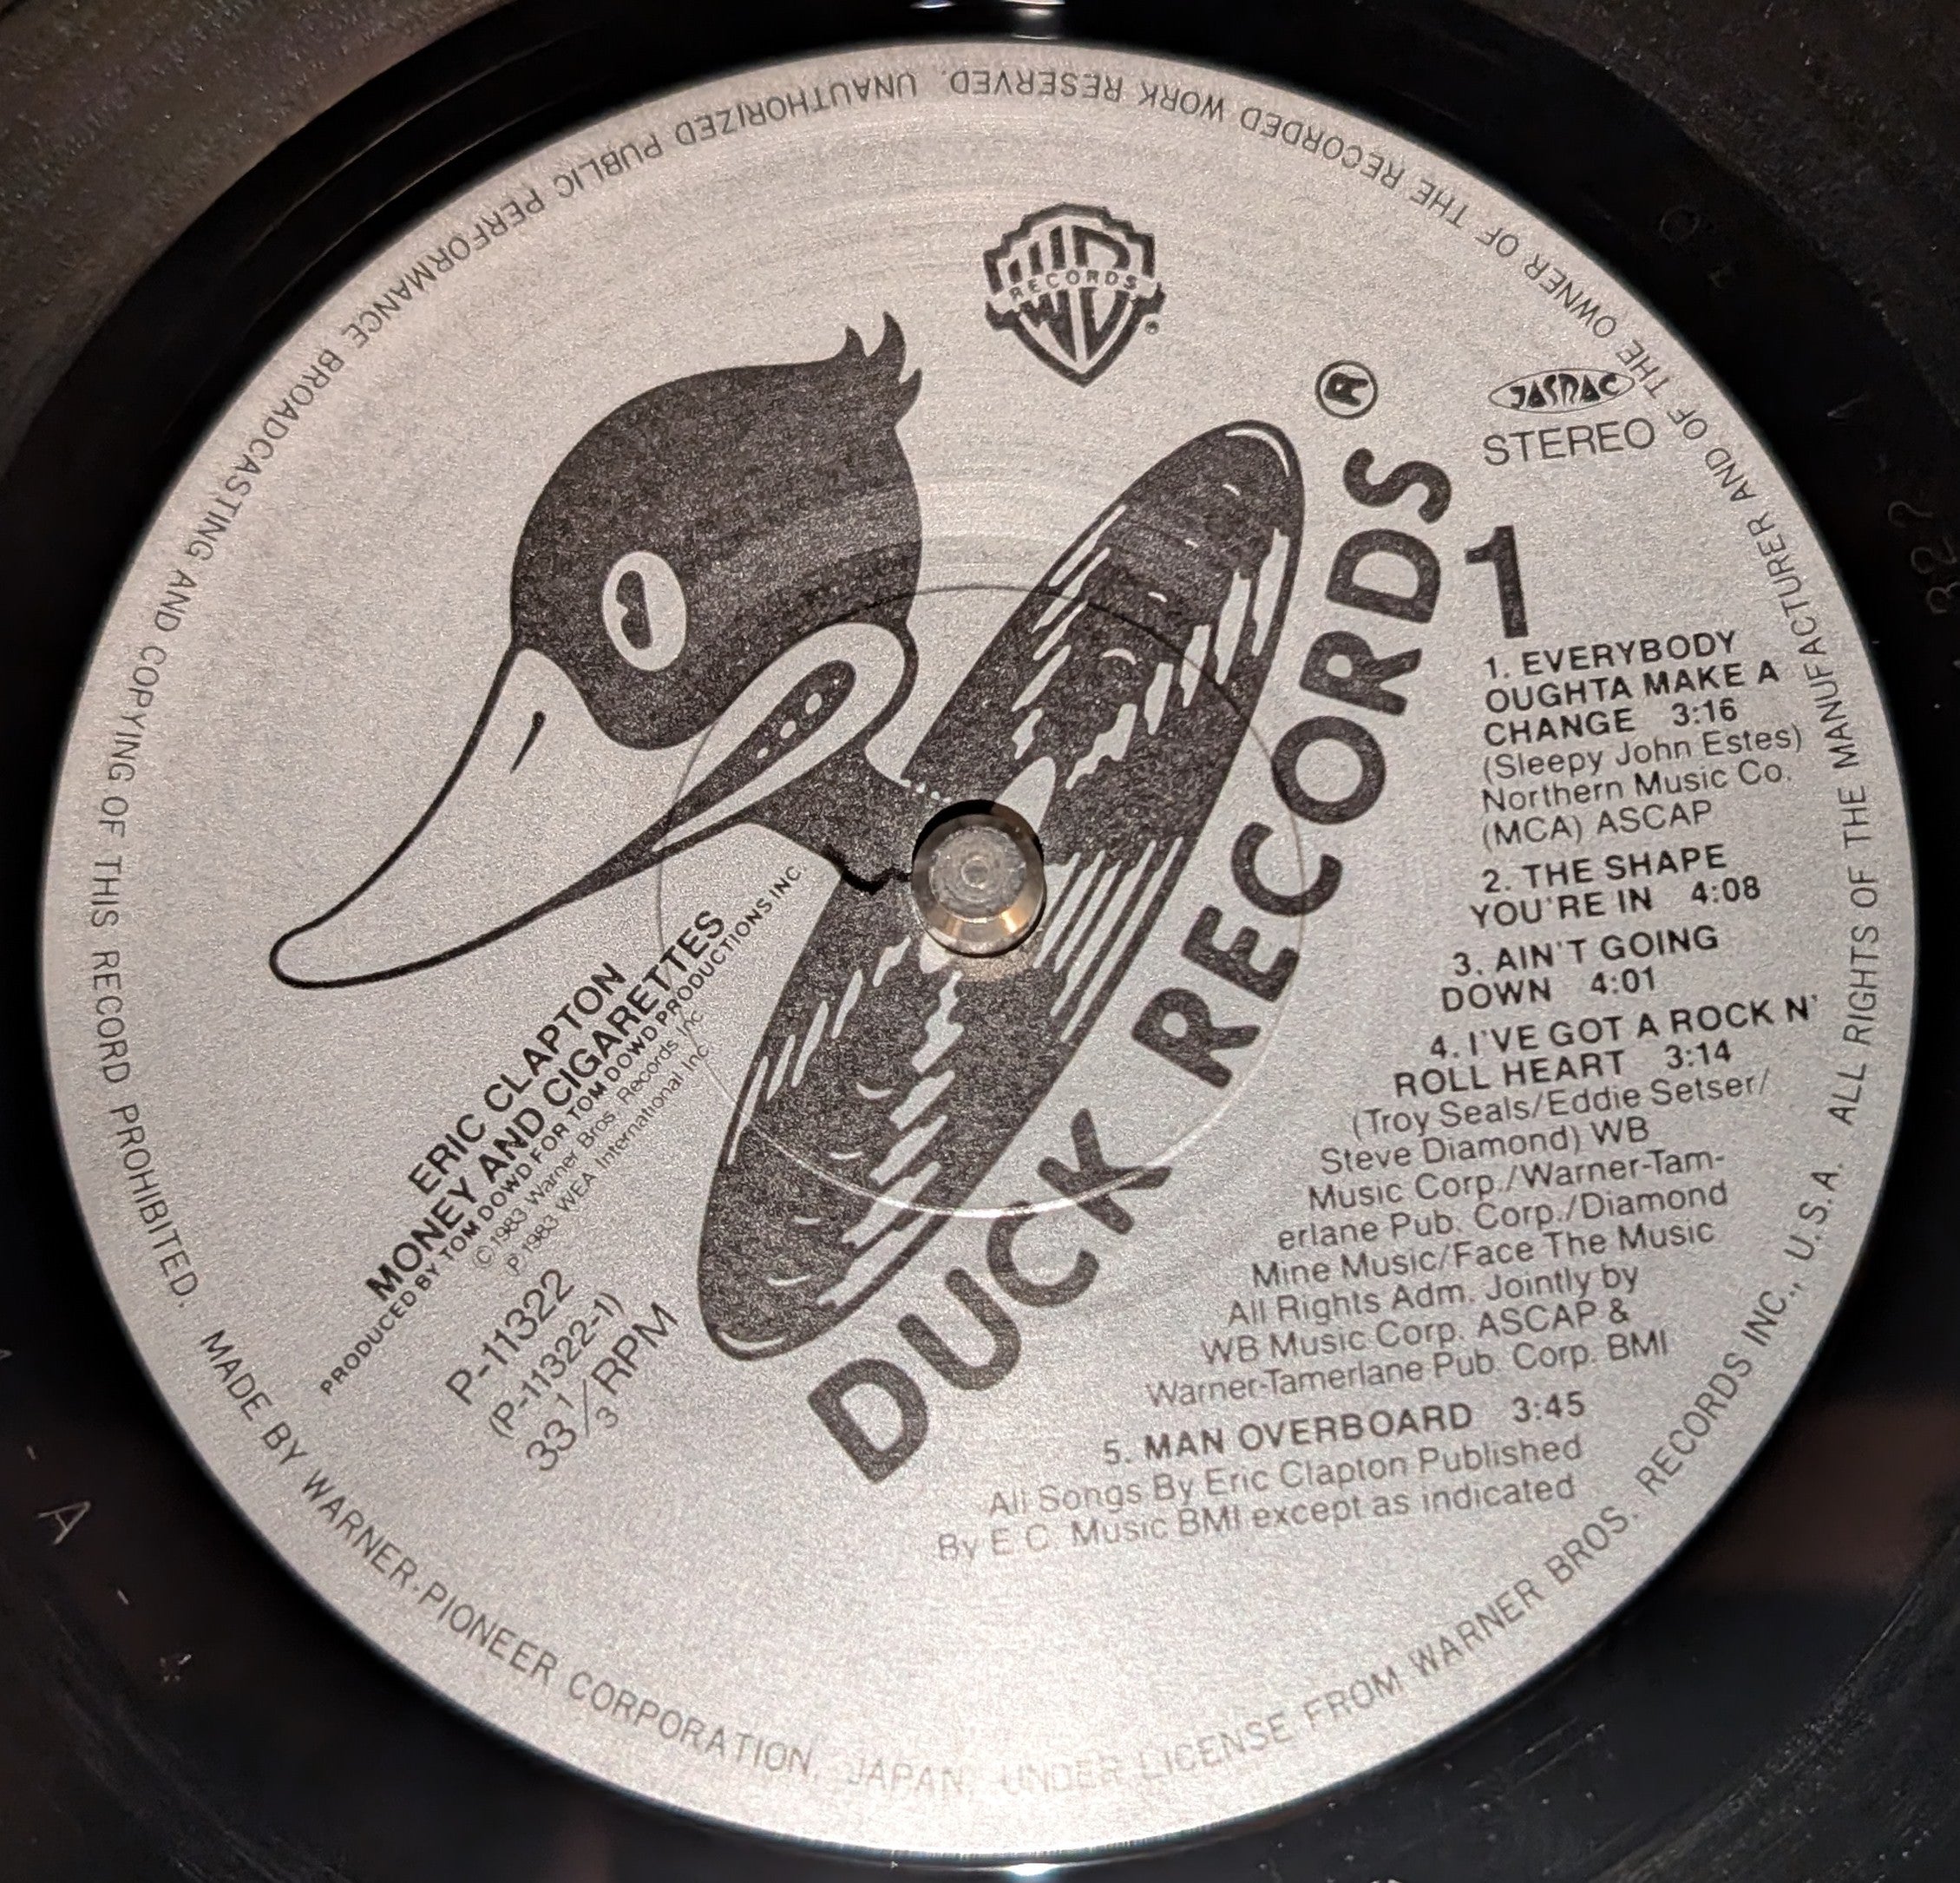 RECORDS
®
JASRAC
STEREO
1
1. EVERYBODY
OUGHTA MAKE A
CHANGE 3:16
(Sleepy John Estes)
Northern Music Co.
(MCA) ASCAP
2. THE SHAPE
YOU'RE IN 4:08
3. AIN'T GOING
DOWN 4:01
4. I'VE GOT A ROCK N'
ROLL HEART 3:14
(Troy Seals/Eddie Setser/
Steve Diamond) WB
Music Corp./Warner-Tam-
erlane Pub. Corp./Diamond
Mine Music/Face The Music
All Rights Adm. Jointly by
WB Music Corp. ASCAP &
Warner-Tamerlane Pub. Corp. BMI
5. MAN OVERBOARD 3:45
All Songs By Eric Clapton Published
By E.C. Music BMI except as indicated
DUCK RECORDS ®
ERIC CLAPTON
MONEY AND CIGARETTES
PRODUCED BY TOM DOWD FOR TOM DOWD PRODUCTIONS INC.
©1983 Warner Bros. Records Inc.
P 1983 WEA International Inc.
P-11322
(P-11322-1)
33 1/3 RPM
MADE BY WARNER-PIONEER CORPORATION, JAPAN, UNDER LICENSE FROM WARNER BROS. RECORDS INC., U.S.A. ALL RIGHTS OF THE MANUFACTURER AND OF THE OWNER OF THE RECORDED WORK RESERVED. UNAUTHORIZED PUBLIC PERFORMANCE BROADCASTING AND COPYING OF THIS RECORD PROHIBITED.
- A -